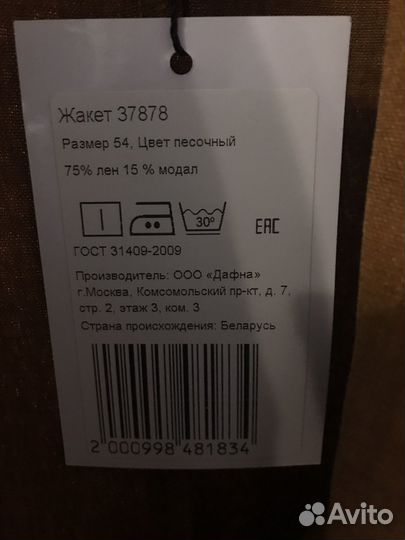 Жакет 37878
Размер 54, Цвет песочный
75% лен 15 % модал
30°
EAC
ГОСТ 31409-2009
Производитель: ООО «Дафна»
г.Москва, Комсомольский пр-кт, д. 7,
стр. 2, этаж 3, ком. 3
Страна происхождения: Беларусь
2 000998 481834
Avito